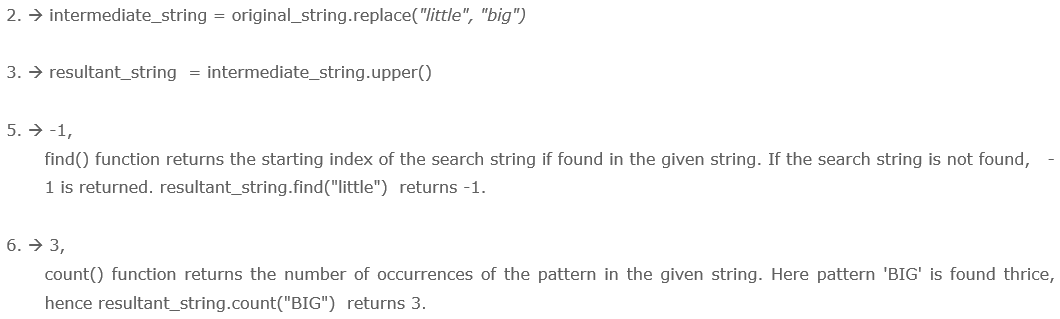 2. → intermediate_string = original_string.replace("little", "big")
3. → resultant_string  = intermediate_string.upper()
5. → -1,
find() function returns the starting index of the search string if found in the given string. If the search string is not found,   -
1 is returned. resultant_string.find("little")  returns -1.
6. → 3,
count() function returns the number of occurrences of the pattern in the given string. Here pattern 'BIG' is found thrice,
hence resultant_string.count("BIG")  returns 3.